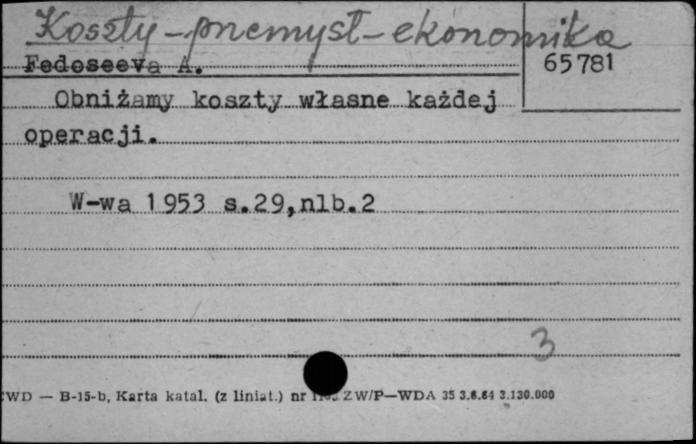 Koszty - przemysł - ekonomika
Fedoseeva A.
65781
Obniżamy koszty własne każdej
operacji.
W-wa 1953 s.29,nlb.2
3
WD — B-15-b, Karta katal. (z liniat.) nr ZW/P—WDA 35 3.8.64 3.130.000